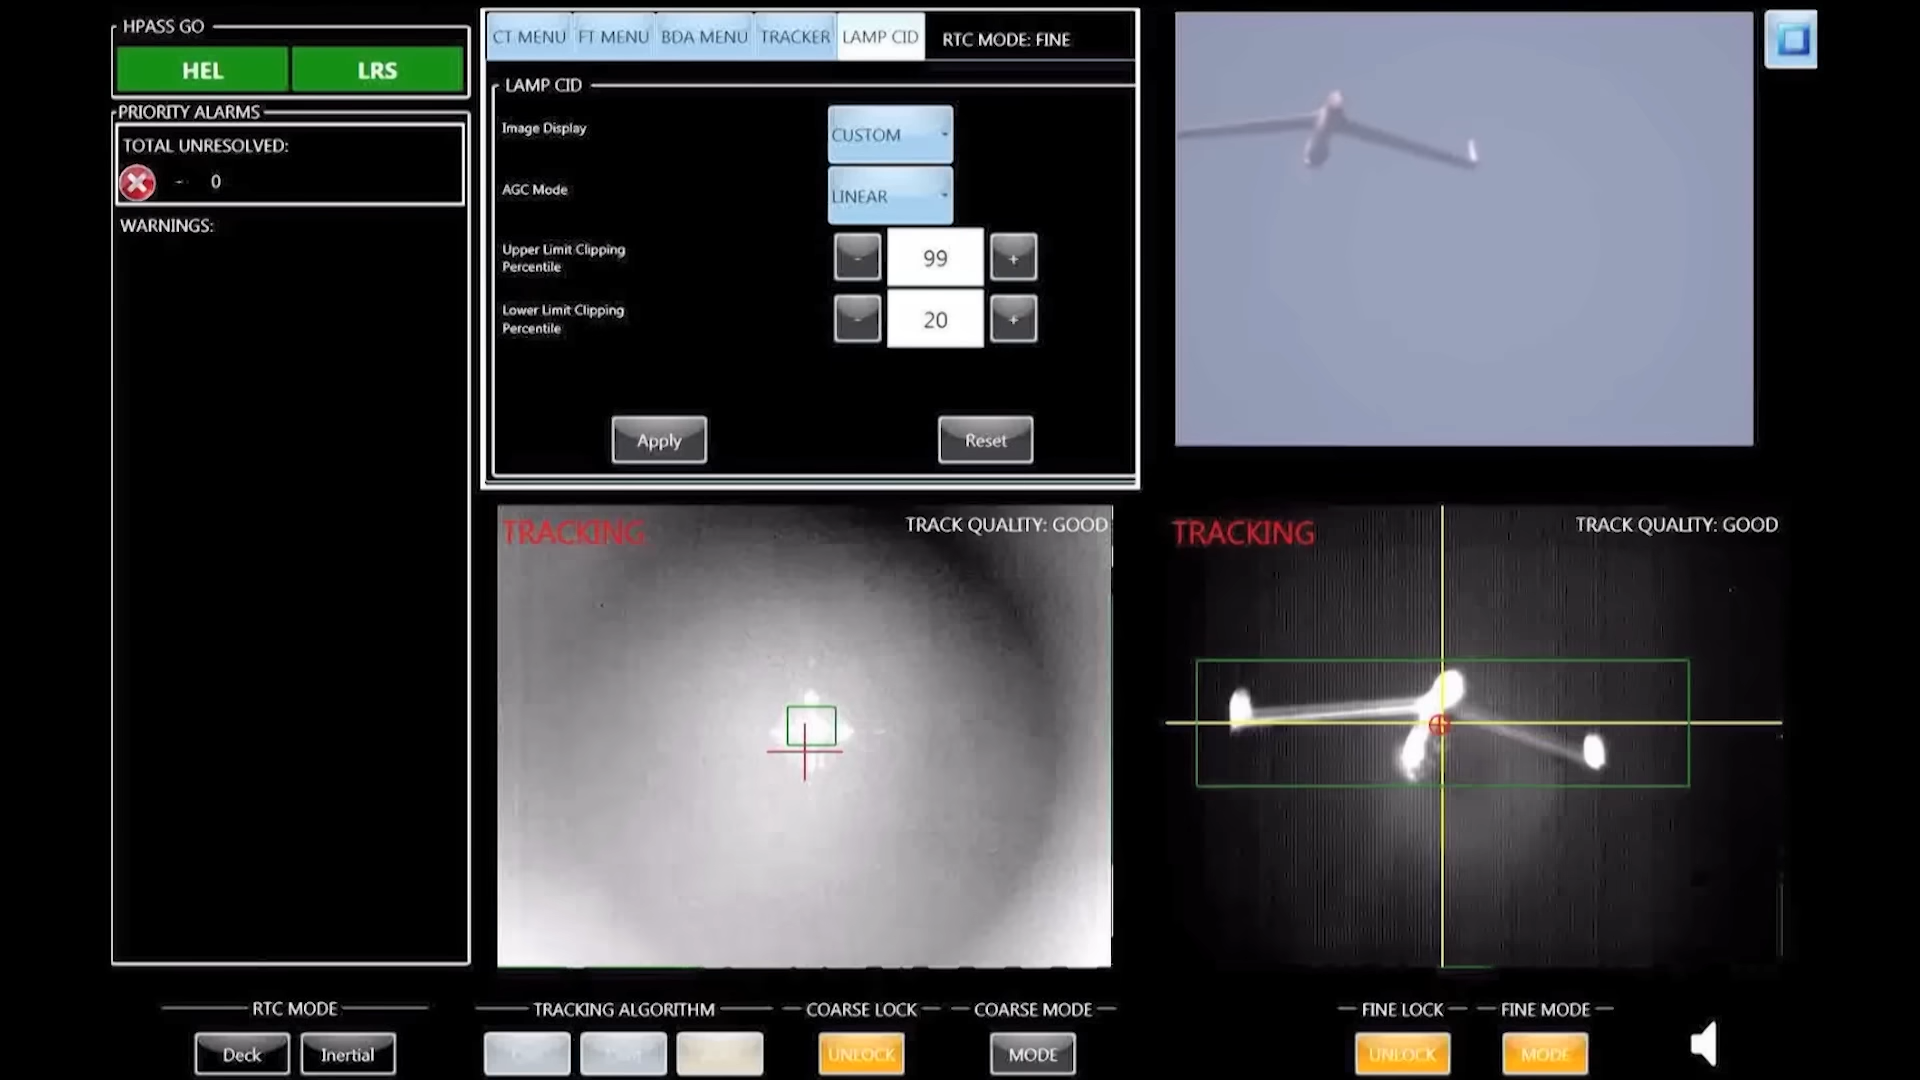 HPASS GO
HEL LRS
PRIORITY ALARMS
TOTAL UNRESOLVED:
- 0
WARNINGS:
CT MENU FT MENU BDA MENU TRACKER LAMP CID RTC MODE: FINE
LAMP CID
Image Display CUSTOM
AGC Mode LINEAR
Upper Limit Clipping
Percentile
- 99 +
Lower Limit Clipping
Percentile
- 20 +
Apply Reset
TRACKING TRACK QUALITY: GOOD
TRACKING TRACK QUALITY: GOOD
RTC MODE
Deck Inertial
TRACKING ALGORITHM
COARSE LOCK
UNLOCK
COARSE MODE
MODE
FINE LOCK
UNLOCK
FINE MODE
MODE